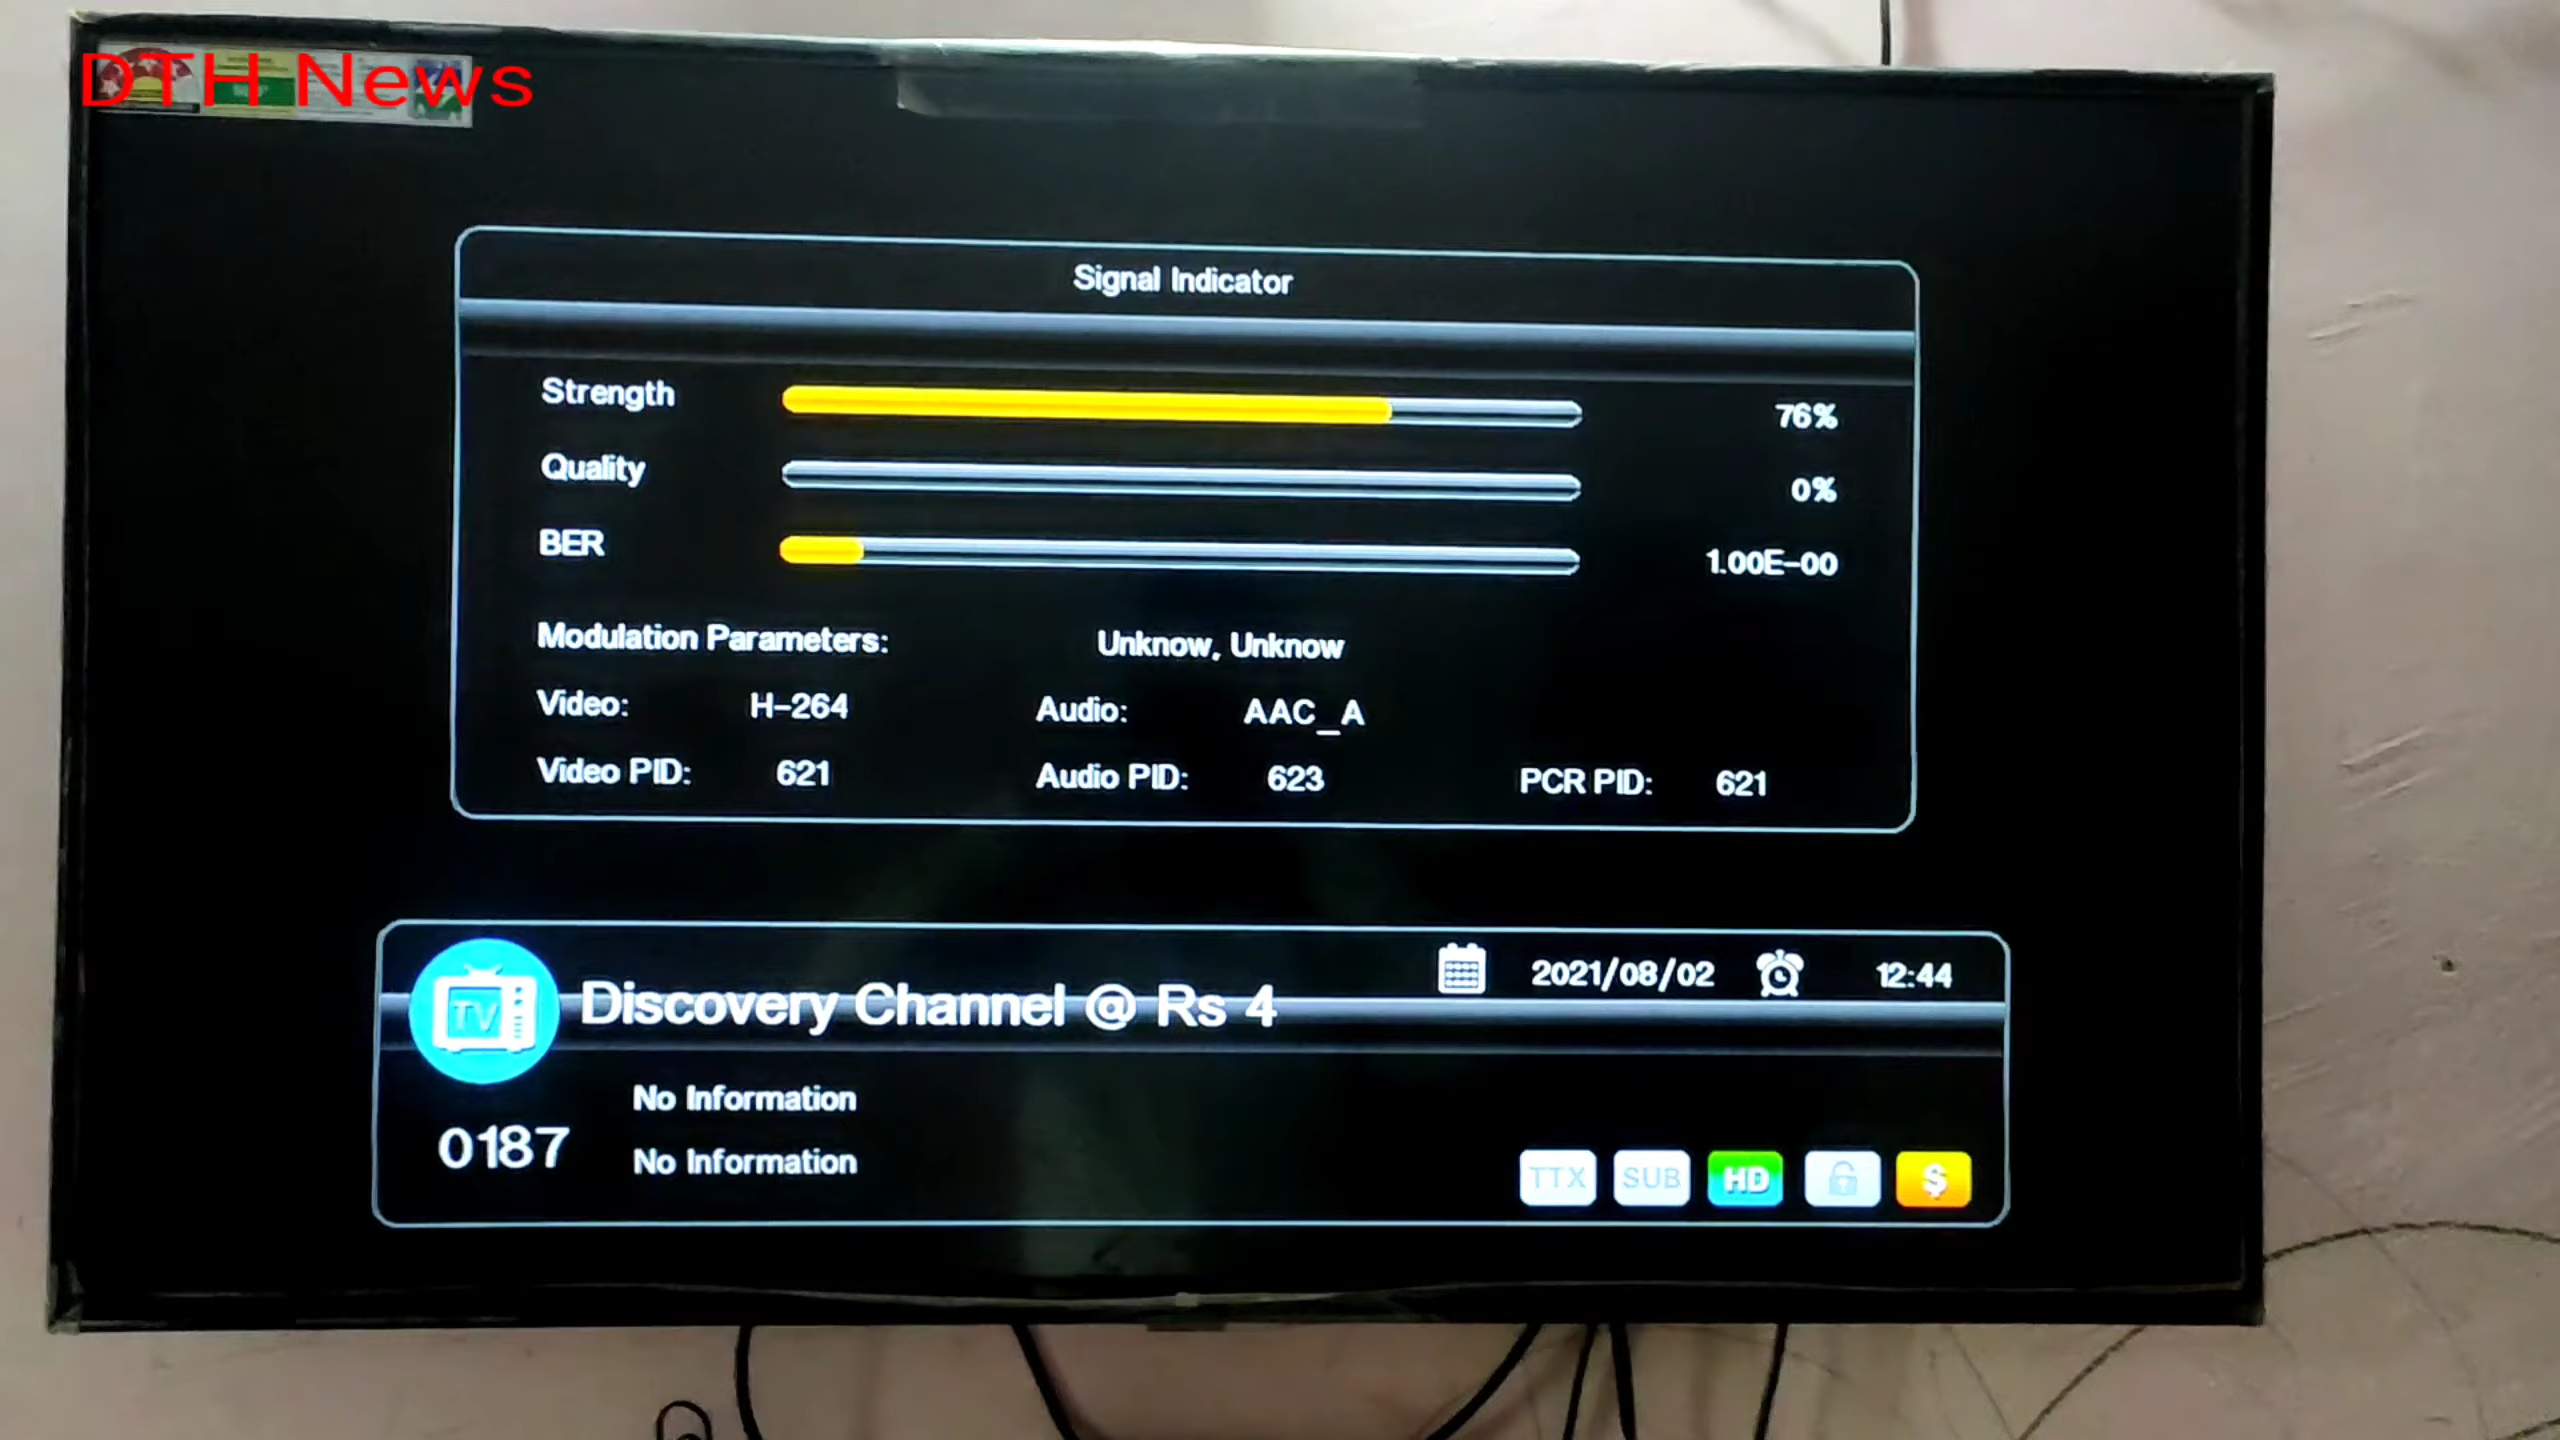 DTH News
Signal Indicator
Strength 76%
Quality 0%
BER 1.00E-00
Modulation Parameters: Unknow, Unknow
Video: H-264 Audio: AAC_A
Video PID: 621 Audio PID: 623 PCR PID: 621
TV Discovery Channel @ Rs 4 2021/08/02 12:44
No Information
0187
No Information
TTX SUB HD $